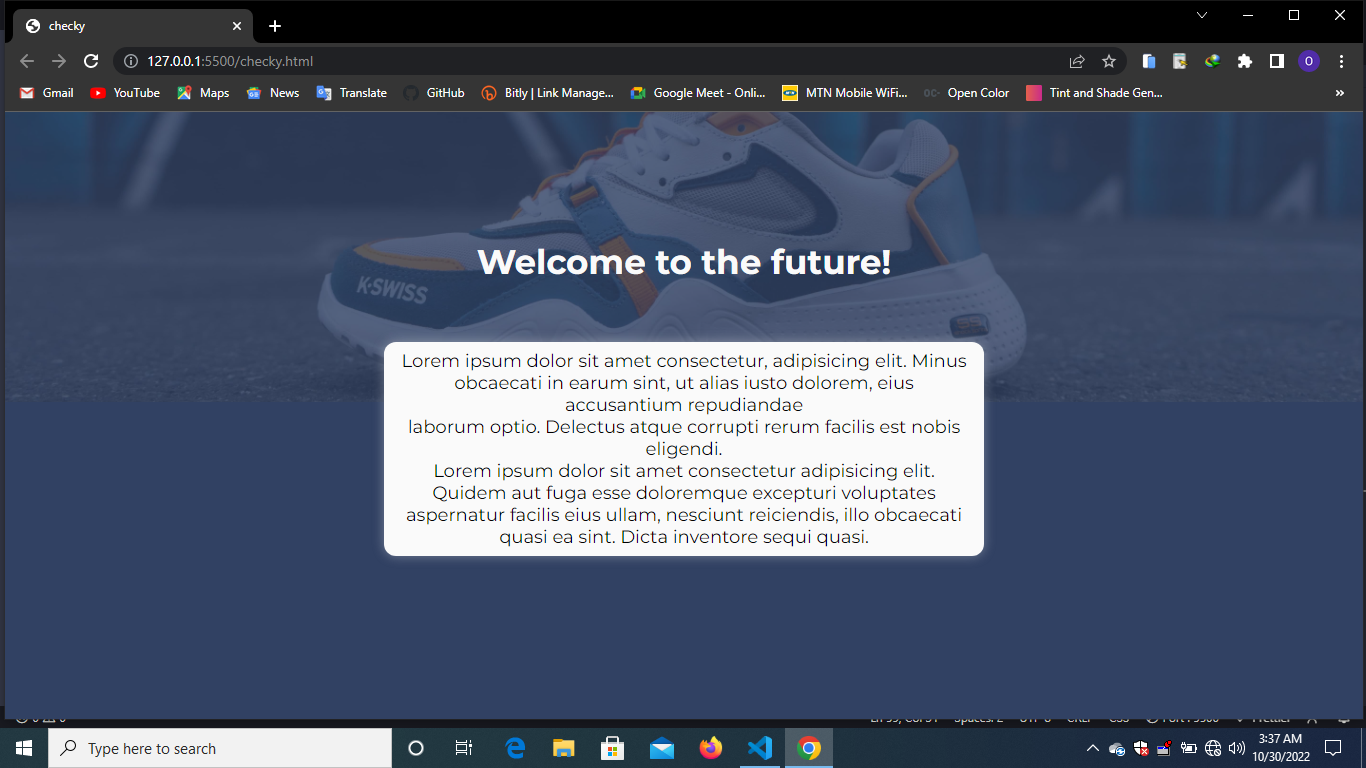 checky
127.0.0.1:5500/checky.html
O
Gmail
YouTube
Maps
News
Translate
GitHub
Bitly | Link Manage...
Google Meet - Onli...
MTN Mobile WiFi...
Open Color
Tint and Shade Gen...
»
K·SWISS
Welcome to the future!
Lorem ipsum dolor sit amet consectetur, adipisicing elit. Minus
obcaecati in earum sint, ut alias iusto dolorem, eius
accusantium repudiandae
laborum optio. Delectus atque corrupti rerum facilis est nobis
eligendi.
Lorem ipsum dolor sit amet consectetur adipisicing elit.
Quidem aut fuga esse doloremque excepturi voluptates
aspernatur facilis eius ullam, nesciunt reiciendis, illo obcaecati
quasi ea sint. Dicta inventore sequi quasi.
Type here to search
3:37 AM
10/30/2022